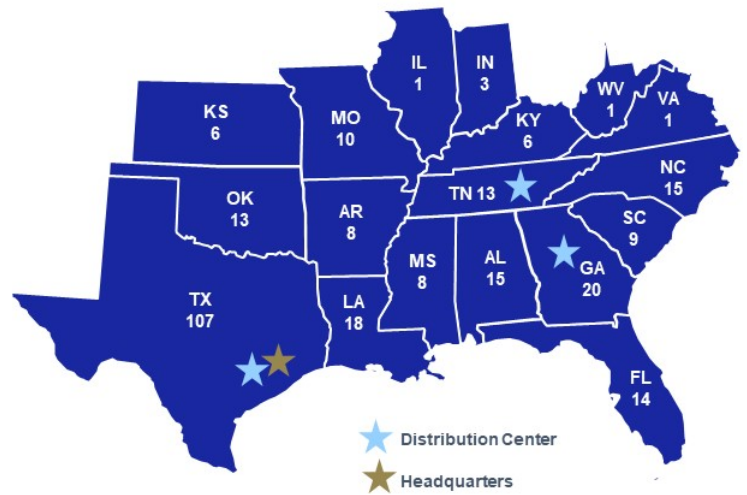 IL
1
IN
3
WV
1
VA
1
KS
6
MO
10
KY
6
NC
15
OK
13
AR
8
TN 13
SC
9
MS
8
AL
15
GA
20
TX
107
LA
18
FL
14
Distribution Center
Headquarters